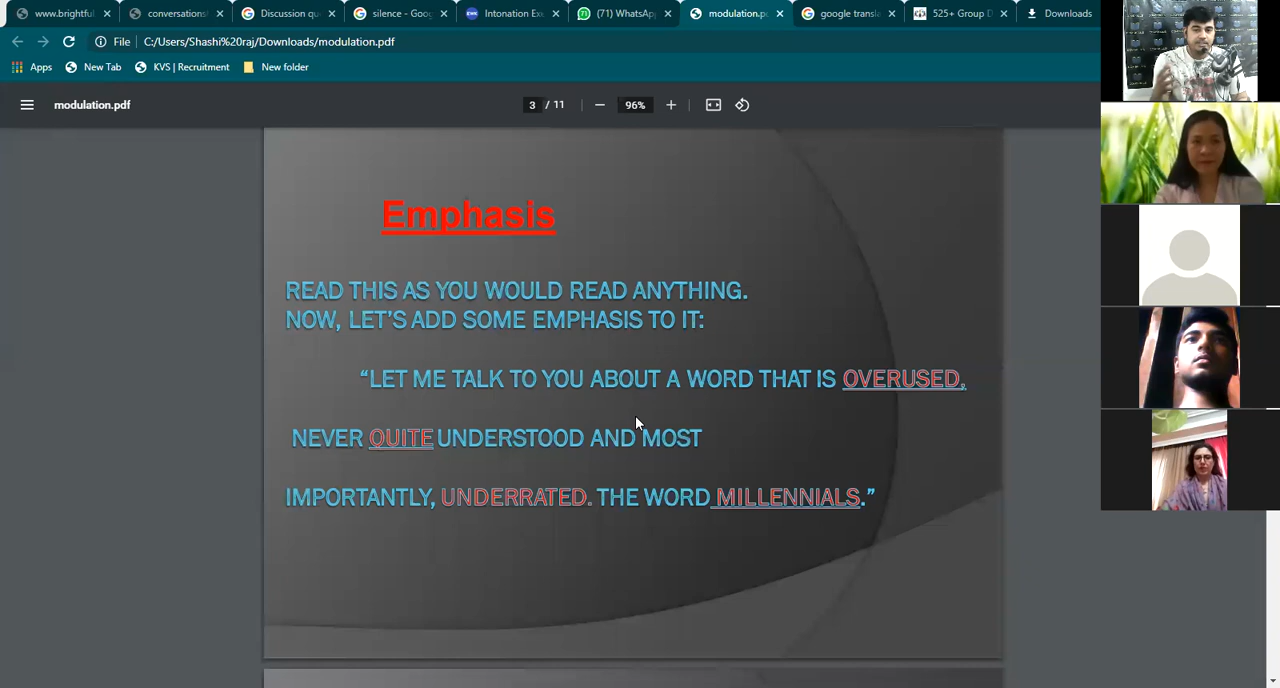 www.brightful
conversations
Discussion qu
silence - Goo
Intonation Exe
(71) WhatsAp
modulation.p
google transla
525+ Group D
Downloads
File C:/Users/Shashi%20raj/Downloads/modulation.pdf
Apps New Tab KVS | Recruitment New folder
modulation.pdf 3 / 11 96%
Emphasis
READ THIS AS YOU WOULD READ ANYTHING.
NOW, LET'S ADD SOME EMPHASIS TO IT:
“LET ME TALK TO YOU ABOUT A WORD THAT IS OVERUSED,
NEVER QUITE UNDERSTOOD AND MOST
IMPORTANTLY, UNDERRATED. THE WORD MILLENNIALS.”